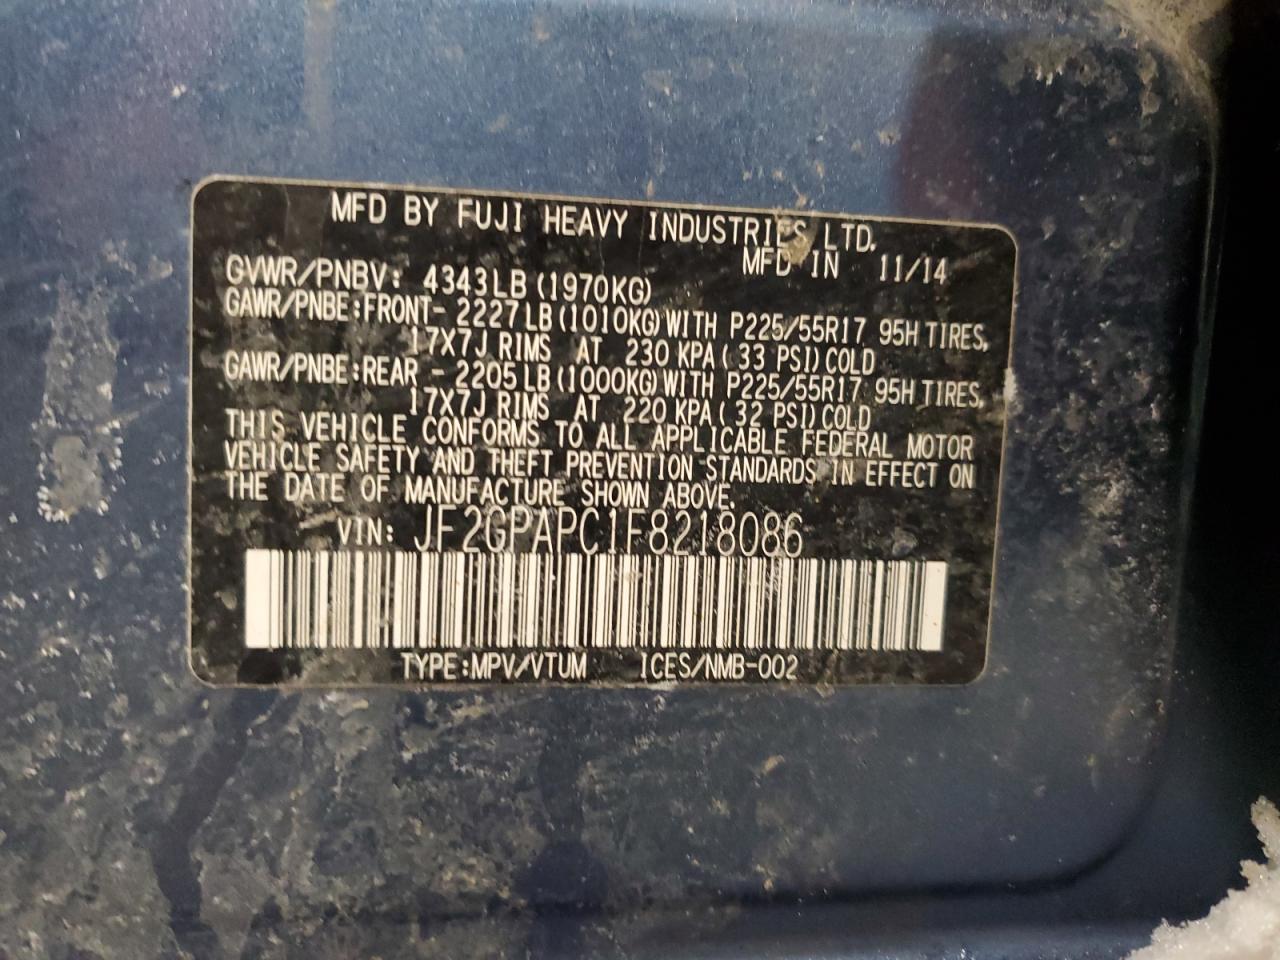 MFD BY FUJI HEAVY INDUSTRIES LTD.
MFD IN 11/14
GVWR/PNBV: 4343LB (1970KG)
GAWR/PNBE:FRONT- 2227LB (1010KG) WITH P225/55R17 95H TIRES,
17X7J RIMS AT 230 KPA ( 33 PSI) COLD
GAWR/PNBE:REAR - 2205LB (1000KG) WITH P225/55R17 95H TIRES,
17X7J RIMS AT 220 KPA ( 32 PSI) COLD
THIS VEHICLE CONFORMS TO ALL APPLICABLE FEDERAL MOTOR
VEHICLE SAFETY AND THEFT PREVENTION STANDARDS IN EFFECT ON
THE DATE OF MANUFACTURE SHOWN ABOVE.
VIN: JF2GPAPC1F8218086
TYPE:MPV/VTUM ICES/NMB-002